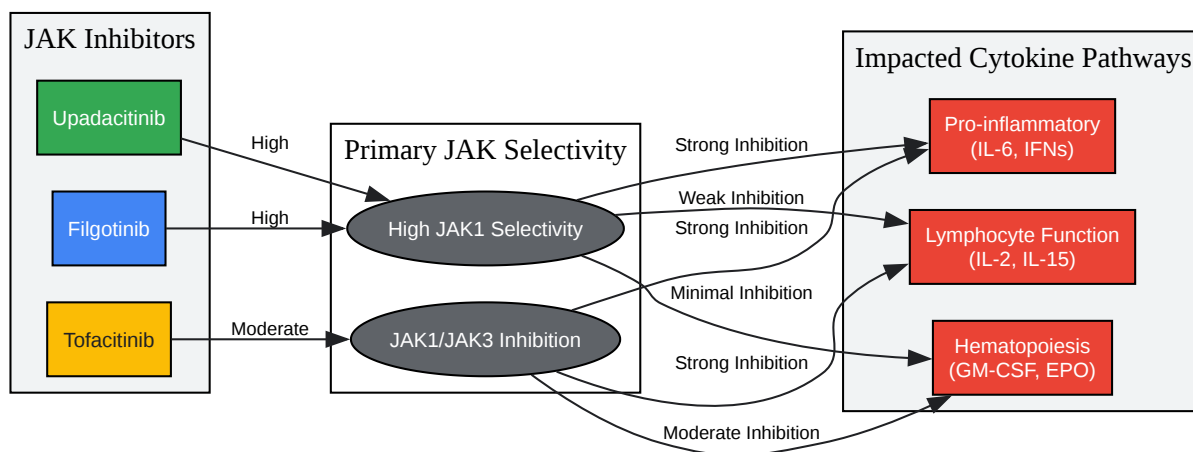 JAK Inhibitors
Upadacitinib
Filgotinib
Tofacitinib
High
High
Moderate
Primary JAK Selectivity
High JAK1 Selectivity
JAK1/JAK3 Inhibition
Strong Inhibition
Weak Inhibition
Strong Inhibition
Minimal Inhibition
Strong Inhibition
Moderate Inhibition
Impacted Cytokine Pathways
Pro-inflammatory
(IL-6, IFNs)
Lymphocyte Function
(IL-2, IL-15)
Hematopoiesis
(GM-CSF, EPO)